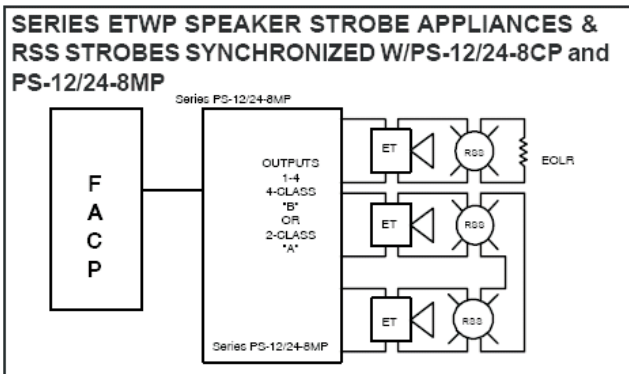 SERIES ETWP SPEAKER STROBE APPLIANCES &
RSS STROBES SYNCHRONIZED W/PS-12/24-8CP and
PS-12/24-8MP
Series PS-12/24-8MP
F
A
C
P
OUTPUTS
1-4
4-CLASS
"B"
OR
2-CLASS
"A"
Series PS-12/24-8MP
ET
RSS
EOLR
ET
RSS
ET
RSS